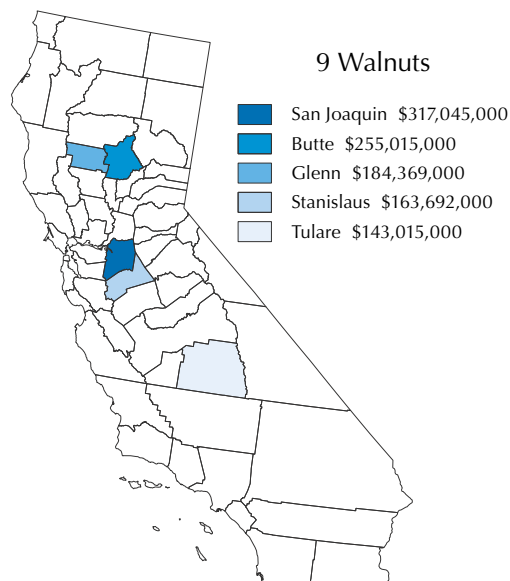 9 Walnuts
San Joaquin $317,045,000
Butte $255,015,000
Glenn $184,369,000
Stanislaus $163,692,000
Tulare $143,015,000